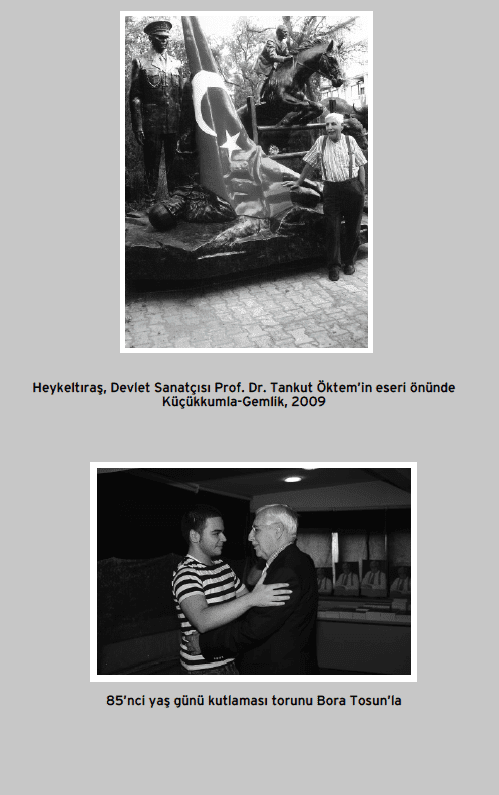 Heykeltıraş, Devlet Sanatçısı Prof. Dr. Tankut Öktem’in eseri önünde
Küçükkumla-Gemlik, 2009
85’nci yaş günü kutlaması torunu Bora Tosun’la